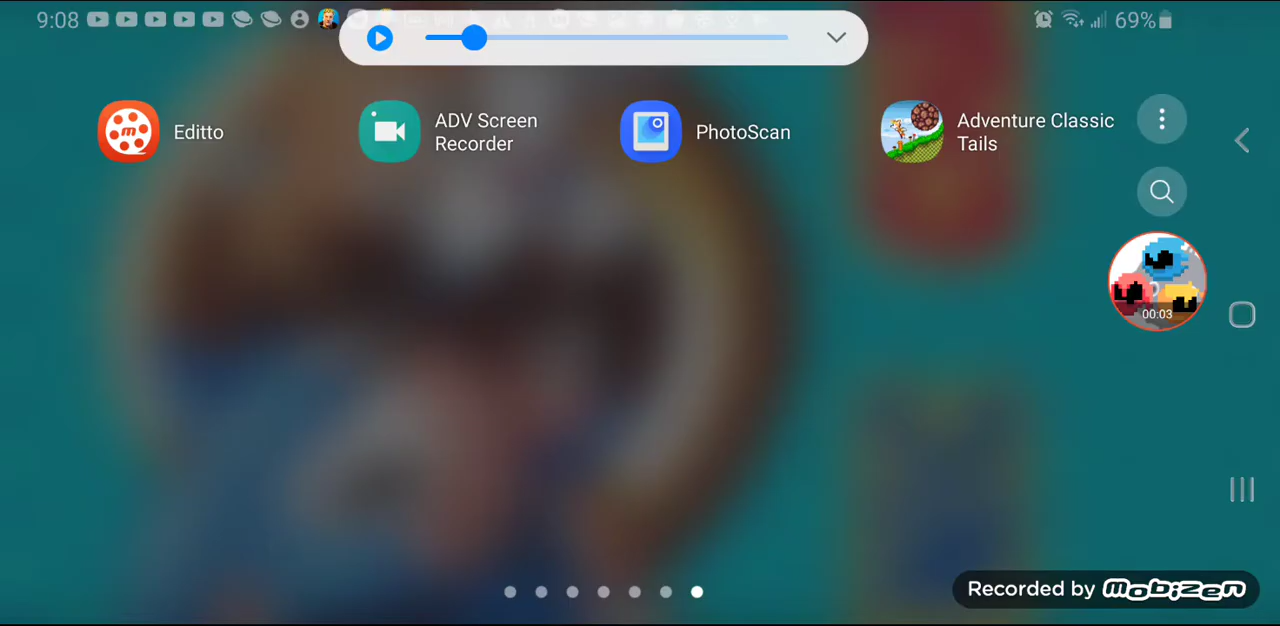 9:08
69%
Editto
ADV Screen
Recorder
PhotoScan
Adventure Classic
Tails
00:03
Recorded by mobizen